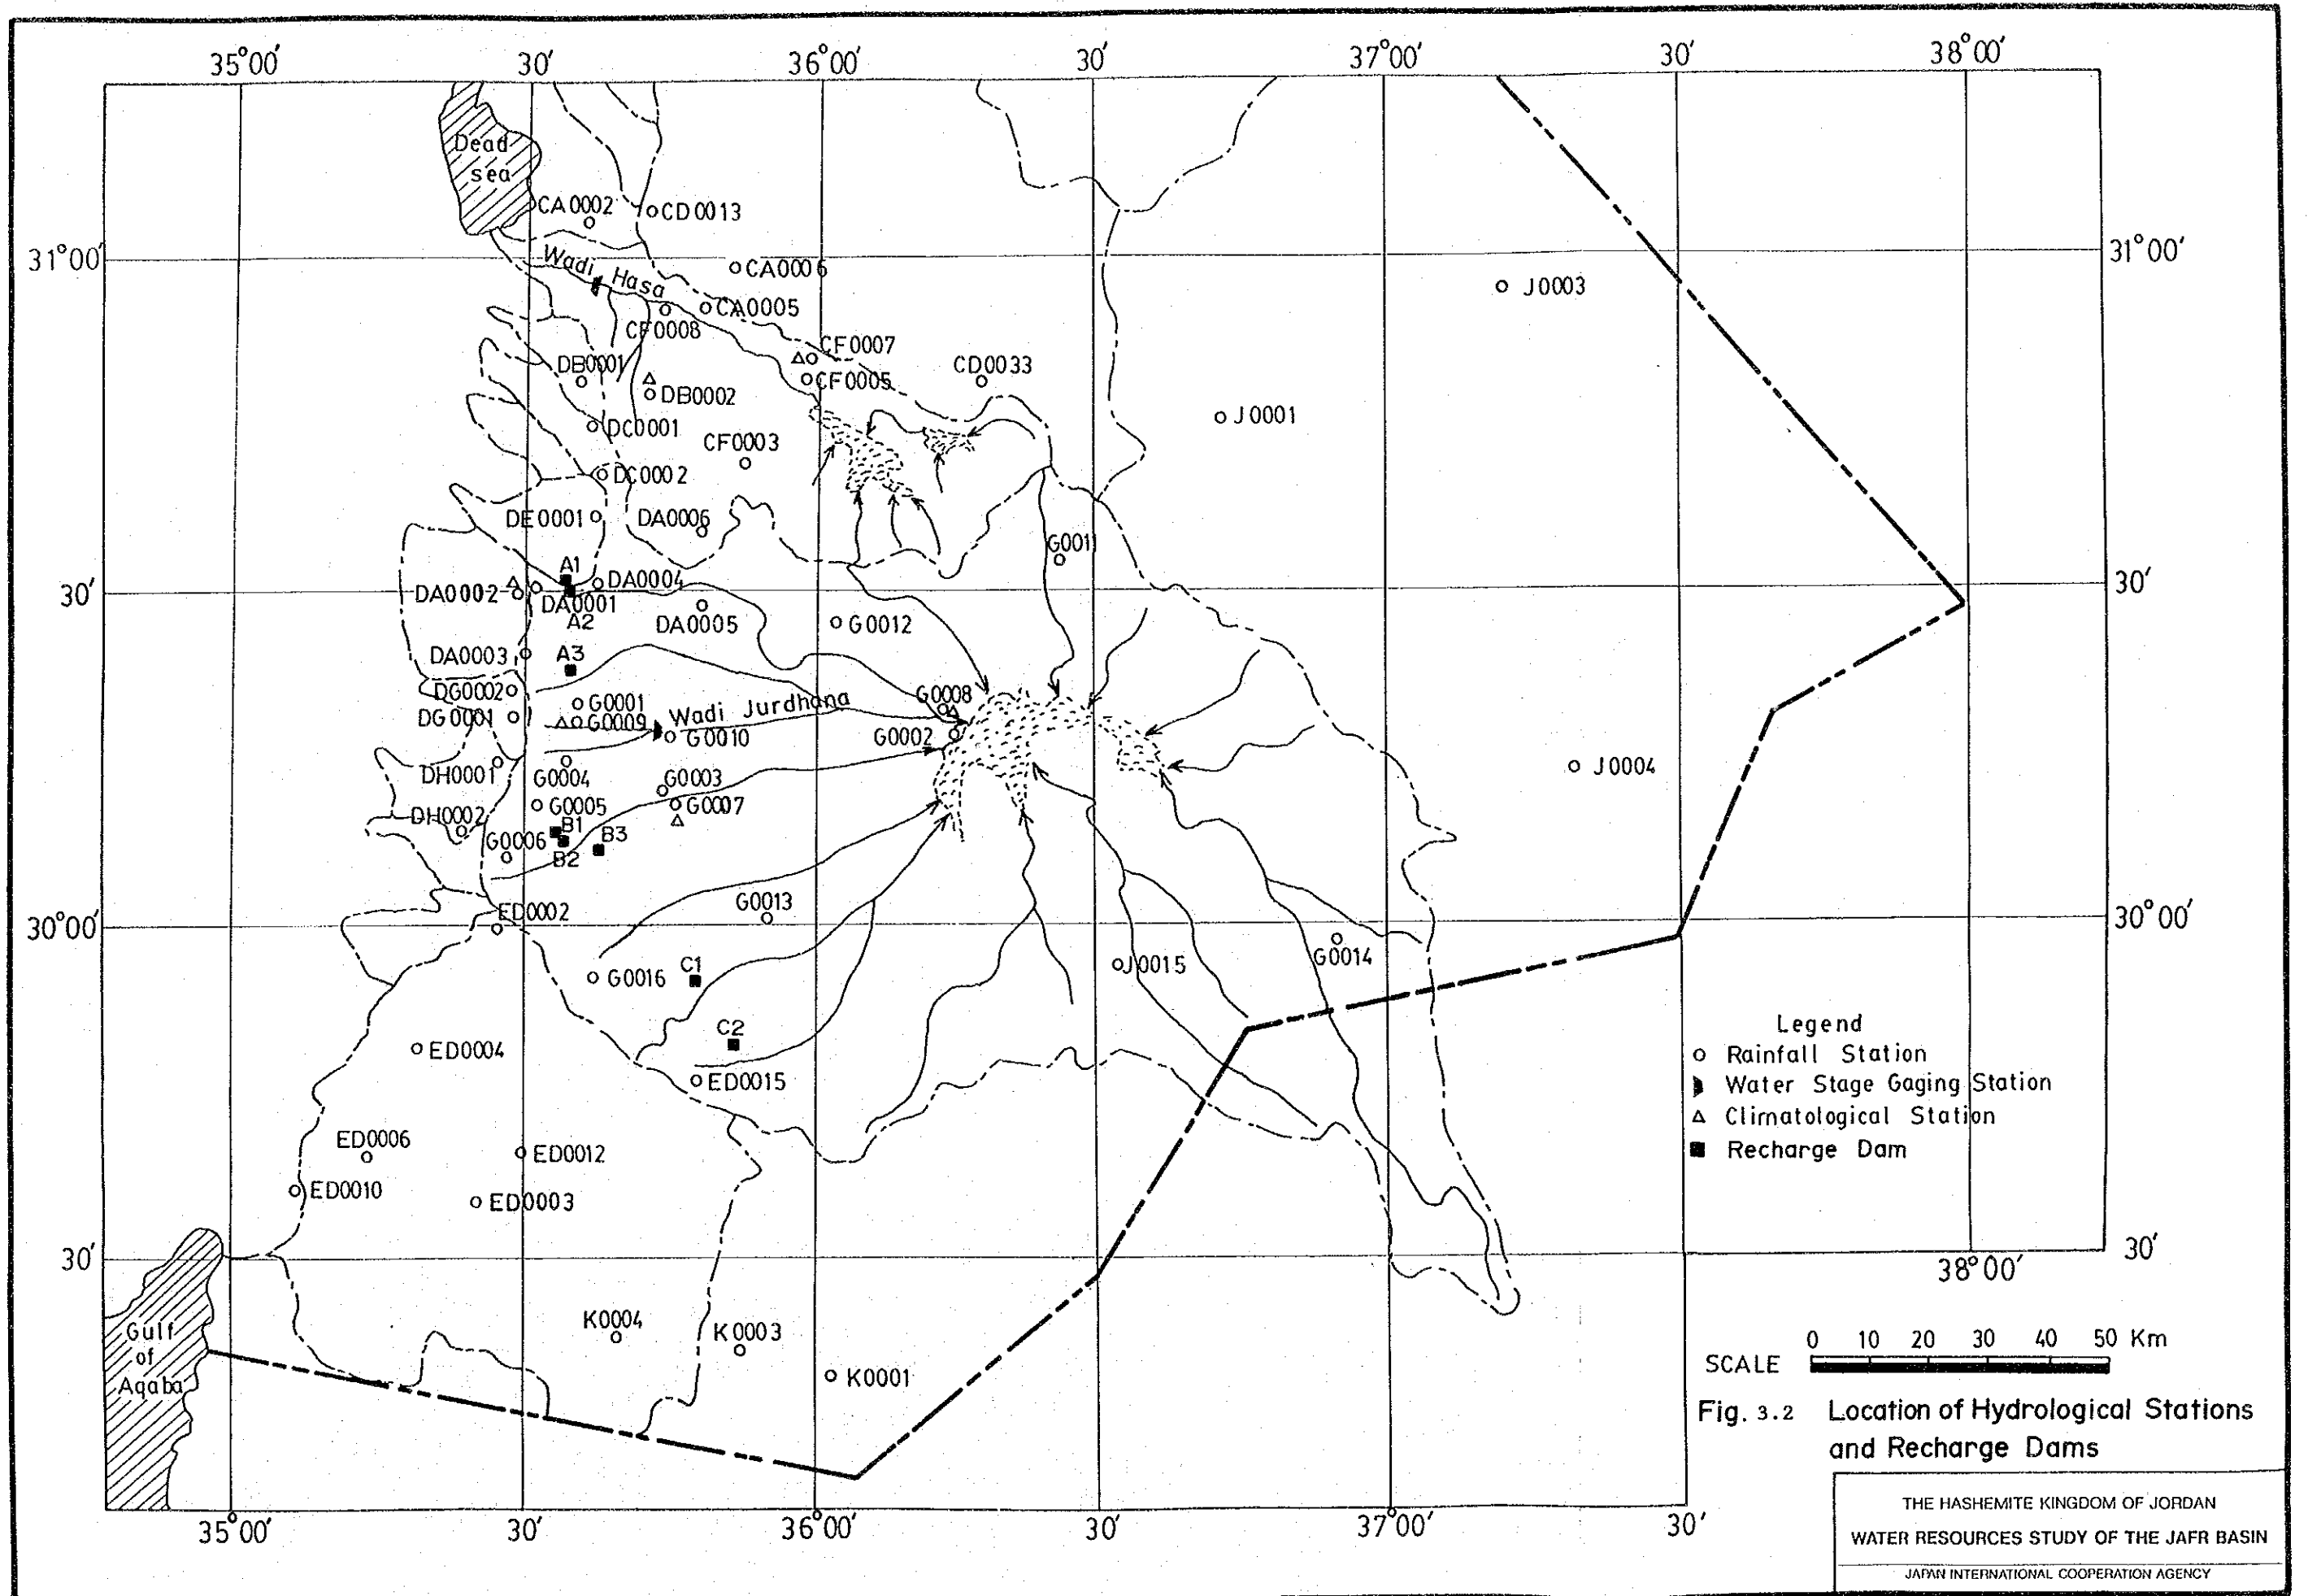 35°00′ 30′ 36°00′ 30′ 37°00′ 30′ 38°00′
Dead
sea
CA0002
CD0013
31°00′
31°00′
Wadi Hasa
CA0006
J0003
CA0005
CF0008
CF0007
DB0001
CF0005
CD0033
DB0002
J0001
DC0001
CF0003
DC0002
DE0001
DA0006
G0011
A1
DA0004
30′
30′
DA0002
DA0001
A2
DA0005
G0012
DA0003
A3
DG0002
G0001
G0008
DG0001
G0009
Wadi Jurdhana
G0010
G0002
DH0001
G0004
G0003
J0004
G0005
G0007
DH0002
B1
B3
G0006
B2
ED0002
G0013
30°00′
30°00′
G0016
C1
J0015
G0014
C2
ED0004
ED0015
Legend
Rainfall Station
Water Stage Gaging Station
Climatological Station
Recharge Dam
ED0006
ED0012
ED0010
ED0003
30′
30′
38°00′
Gulf
of
Aqaba
K0004
K0003
K0001
0 10 20 30 40 50 Km
SCALE
Fig. 3.2 Location of Hydrological Stations
and Recharge Dams
35°00′ 30′ 36°00′ 30′ 37°00′ 30′
THE HASHEMITE KINGDOM OF JORDAN
WATER RESOURCES STUDY OF THE JAFR BASIN
JAPAN INTERNATIONAL COOPERATION AGENCY